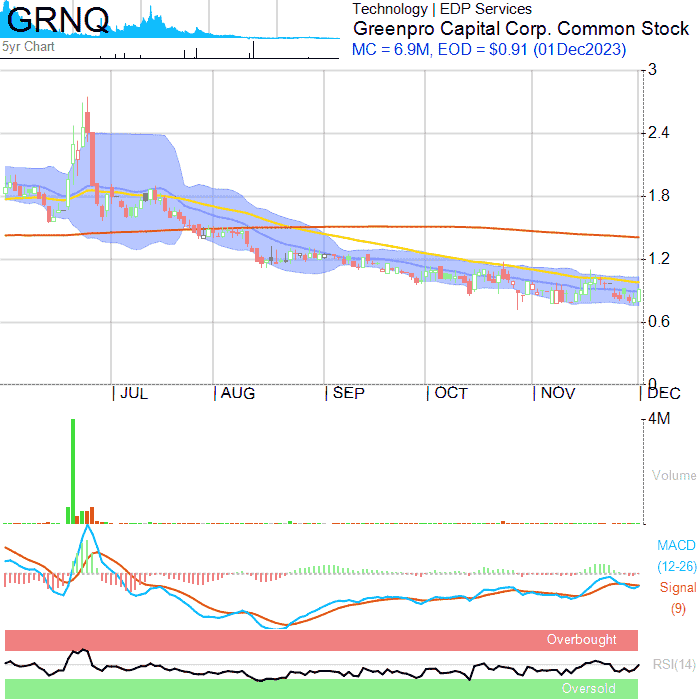 GRNQ
5yr Chart
Technology | EDP Services
Greenpro Capital Corp. Common Stock
MC = 6.9M, EOD = $0.91 (01Dec2023)
3
2.4
1.8
1.2
0.6
0
JUL AUG SEP OCT NOV DEC
4M
Volume
MACD
(12-26)
Signal
(9)
Overbought
RSI(14)
Oversold